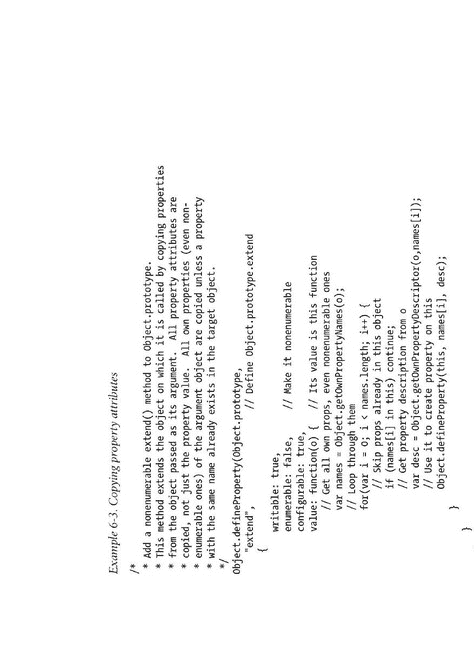 Example 6-3. Copying property attributes
/*
* Add a nonenumerable extend() method to Object.prototype.
* This method extends the object on which it is called by copying properties
* from the object passed as its argument. All property attributes are
* copied, not just the property value. All own properties (even non-
* enumerable ones) of the argument object are copied unless a property
* with the same name already exists in the target object.
*/
Object.defineProperty(Object.prototype,
"extend", // Define Object.prototype.extend
{
writable: true,
enumerable: false, // Make it nonenumerable
configurable: true,
value: function(o) { // Its value is this function
// Get all own props, even nonenumerable ones
var names = Object.getOwnPropertyNames(o);
// Loop through them
for(var i = 0; i < names.length; i++) {
// Skip props already in this object
if (names[i] in this) continue;
// Get property description from o
var desc = Object.getOwnPropertyDescriptor(o,names[i]);
// Use it to create property on this
Object.defineProperty(this, names[i], desc);
}
}